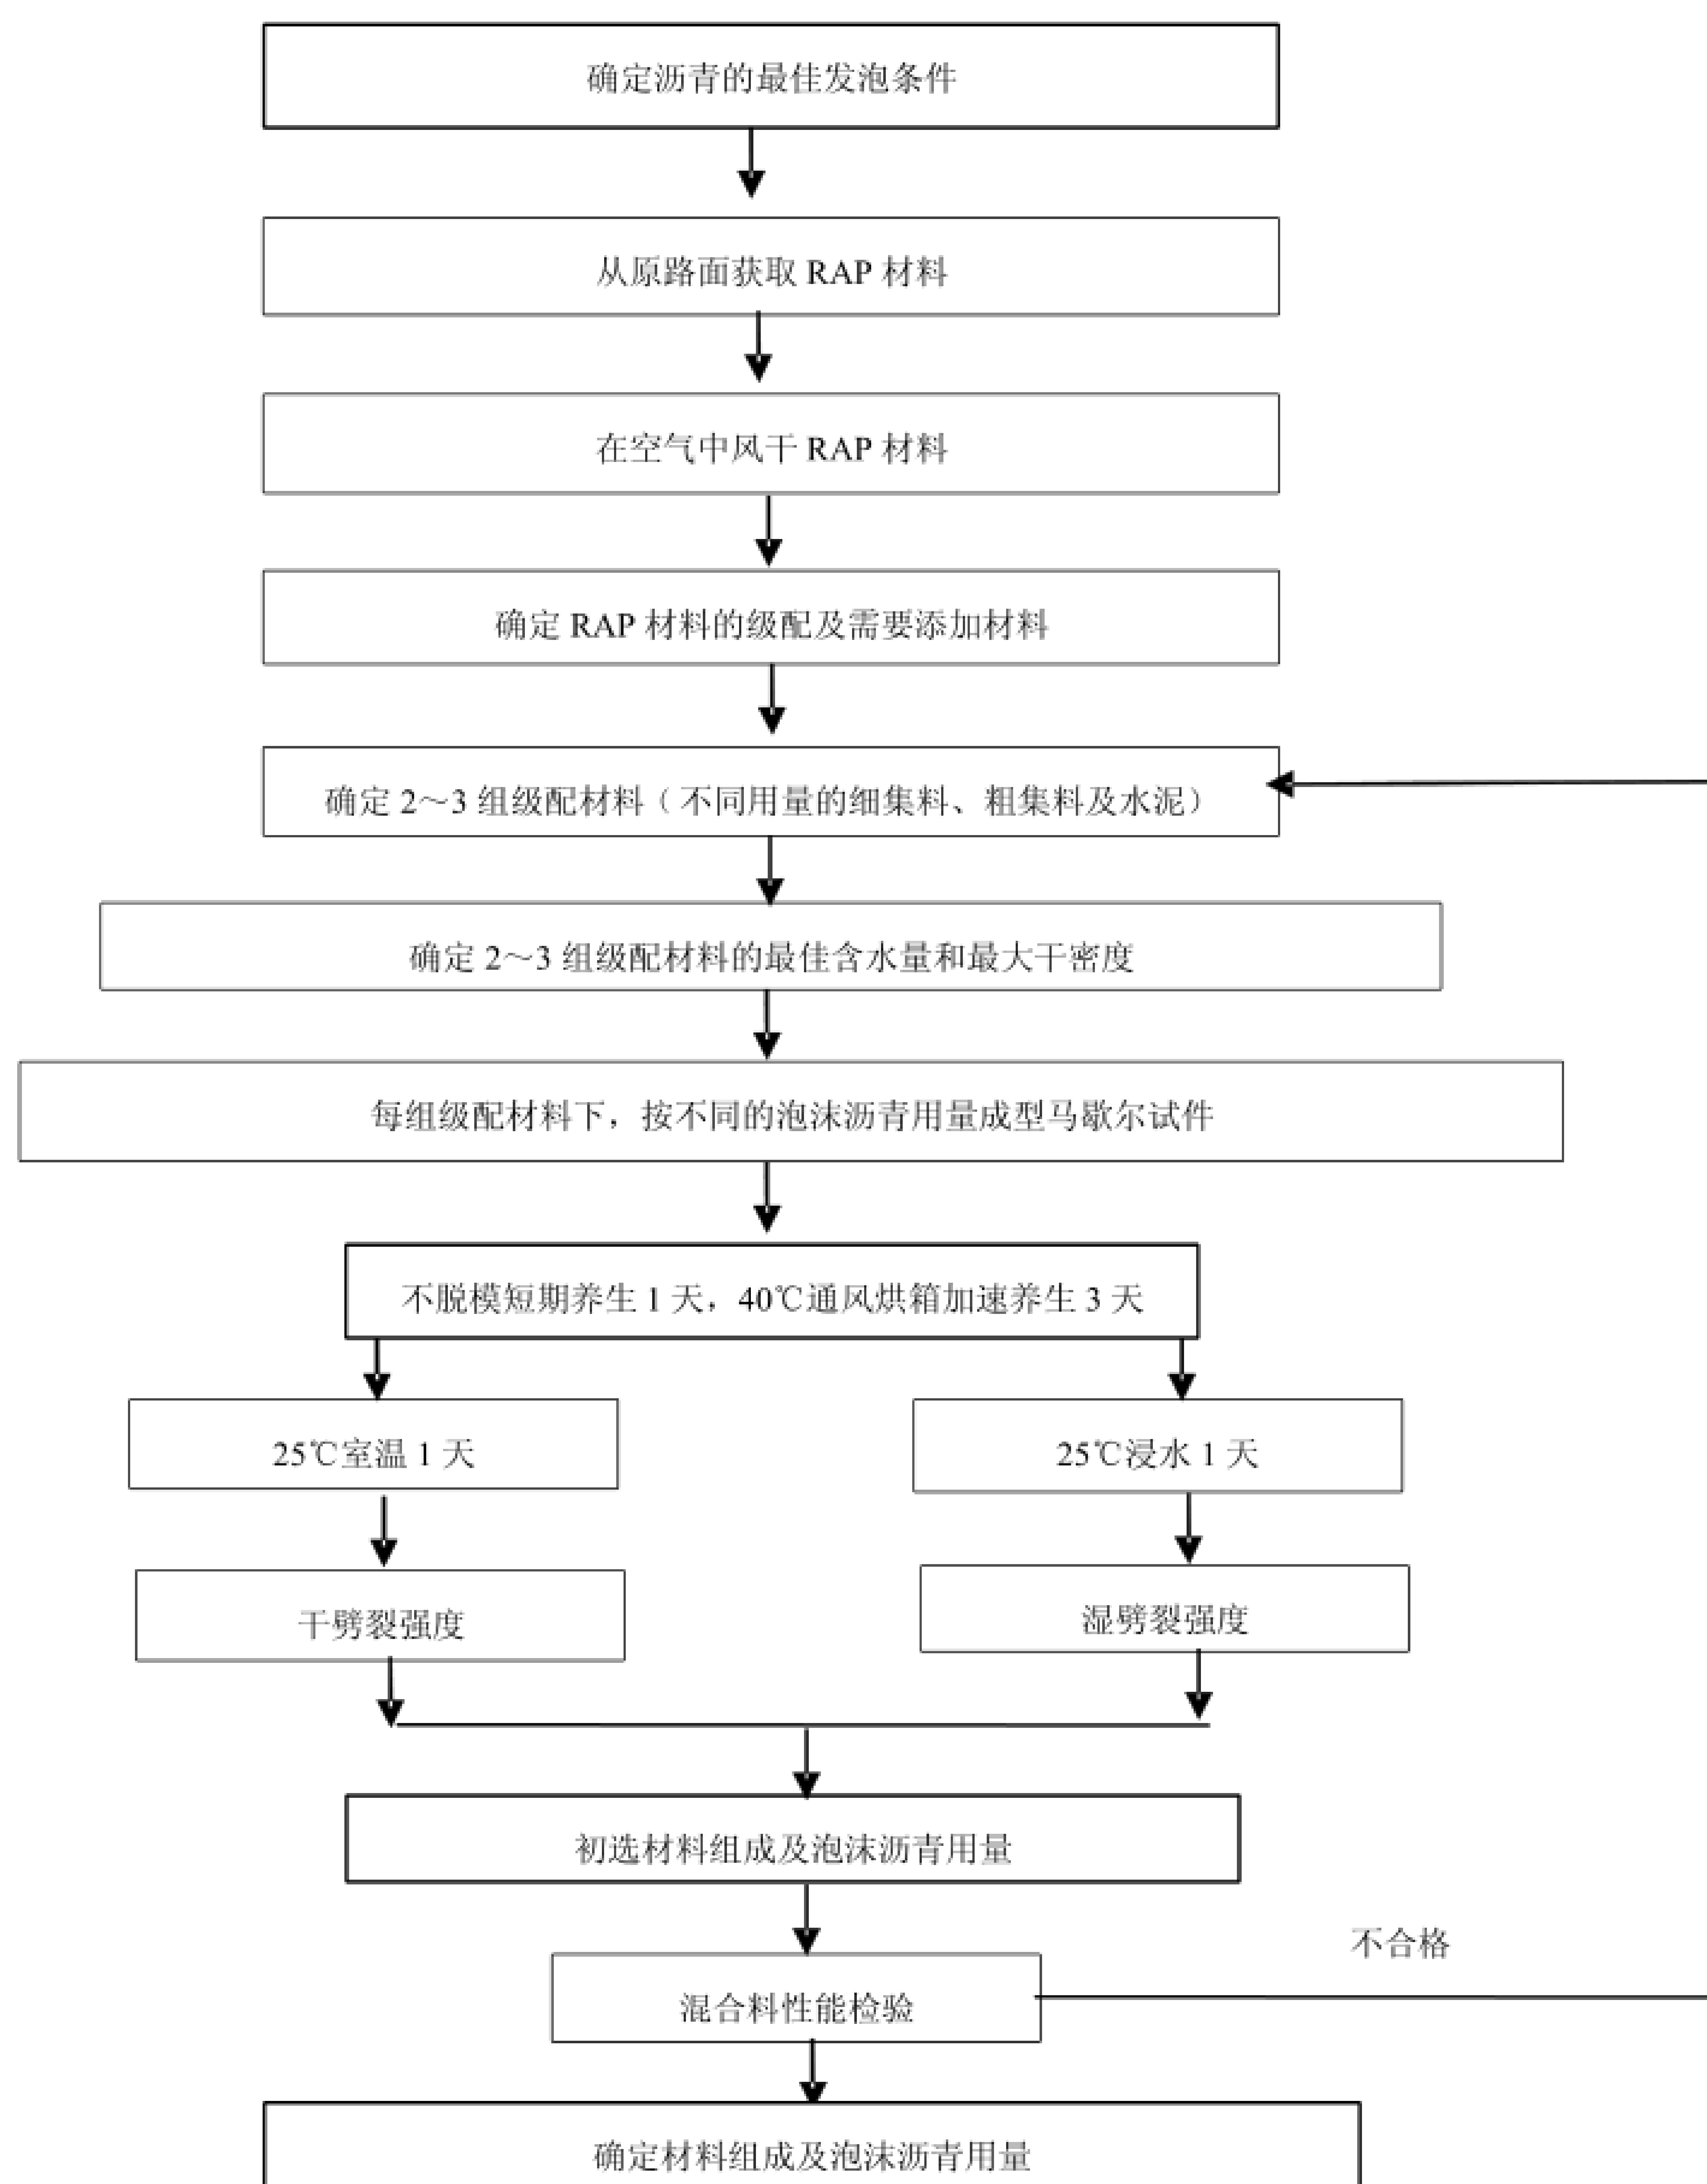 确定沥青的最佳发泡条件
从原路面获取 RAP 材料
在空气中风干 RAP 材料
确定 RAP 材料的级配及需要添加材料
确定 2～3 组级配材料（不同用量的细集料、粗集料及水泥）
确定 2～3 组级配材料的最佳含水量和最大干密度
每组级配材料下，按不同的泡沫沥青用量成型马歇尔试件
不脱模短期养生 1 天，40℃通风烘箱加速养生 3 天
25℃室温 1 天
25℃浸水 1 天
干劈裂强度
湿劈裂强度
初选材料组成及泡沫沥青用量
不合格
混合料性能检验
确定材料组成及泡沫沥青用量